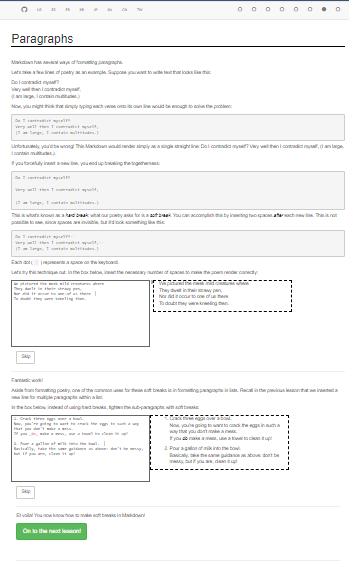 Paragraphs
Markdown has several ways of formatting paragraphs.
Let's take a few lines of poetry as an example. Suppose you want to write text that looks like this:
Do I contradict myself?
Very well then I contradict myself,
(I am large, I contain multitudes.)
Now, you might think that simply typing each verse onto its own line would be enough to solve the problem:
Do I contradict myself?
Very well then I contradict myself,
(I am large, I contain multitudes.)
Unfortunately, you'd be wrong! This Markdown would render simply as a single straight line: Do I contradict myself? Very well then I contradict myself, (I am large,
I contain multitudes.).
If you forcefully insert a new line, you end up breaking the togetherness:
Do I contradict myself?
Very well then I contradict myself,
(I am large, I contain multitudes.)
This is what's known as a hard break; what our poetry asks for is a soft break. You can accomplish this by inserting two spaces after each new line. This is not
possible to see, since spaces are invisible, but it'd look something like this:
Do I contradict myself?
Very well then I contradict myself,
(I am large, I contain multitudes.)
Each dot ( ) represents a space on the keyboard.
Let's try this technique out. In the box below, insert the necessary number of spaces to make the poem render correctly:
We pictured the meek mild creatures where
They dwelt in their strawy pen,
Nor did it occur to one of us there
To doubt they were kneeling then.
We pictured the meek mild creatures where
They dwelt in their strawy pen,
Nor did it occur to one of us there
To doubt they were kneeling then.
Skip
Fantastic work!
Aside from formatting poetry, one of the common uses for these soft breaks is in formatting paragraphs in lists. Recall in the previous lesson that we inserted a
new line for multiple paragraphs within a list.
In the box below, instead of using hard breaks, tighten the sub-paragraphs with soft breaks:
1. Crack three eggs over a bowl.
Now, you're going to want to crack the eggs in such a way
that you don't make a mess.
If you _do_ make a mess, use a towel to clean it up!
2. Pour a gallon of milk into the bowl.
Basically, take the same guidance as above: don't be messy,
but if you are, clean it up!
Crack three eggs over a bowl.
Now, you're going to want to crack the eggs in such a
way that you don't make a mess.
If you do make a mess, use a towel to clean it up!
2. Pour a gallon of milk into the bowl.
Basically, take the same guidance as above: don't be
messy, but if you are, clean it up!
Skip
Et voila! You now know how to make soft breaks in Markdown!
On to the next lesson!